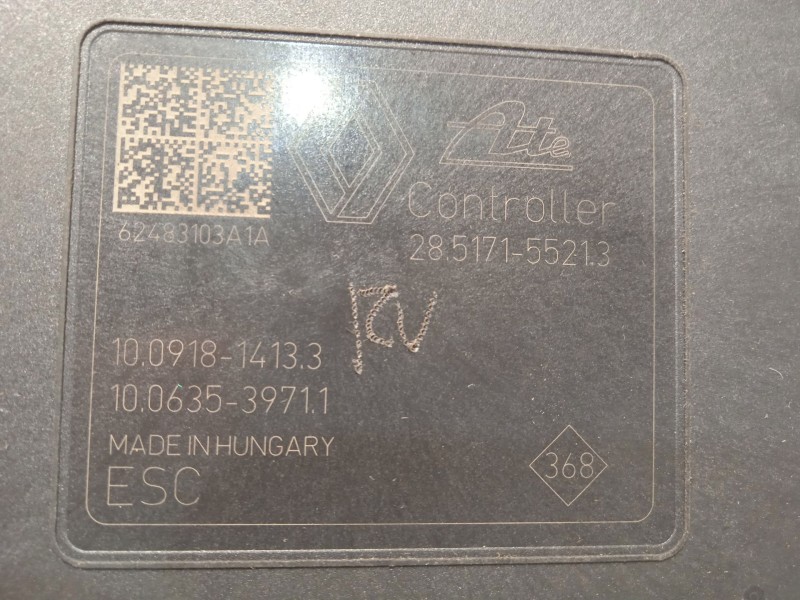 Ate
Controller
28.5171-5521.3
62483103A1A
10.0918-1413.3
10.0635-3971.1
MADE IN HUNGARY
ESC
368